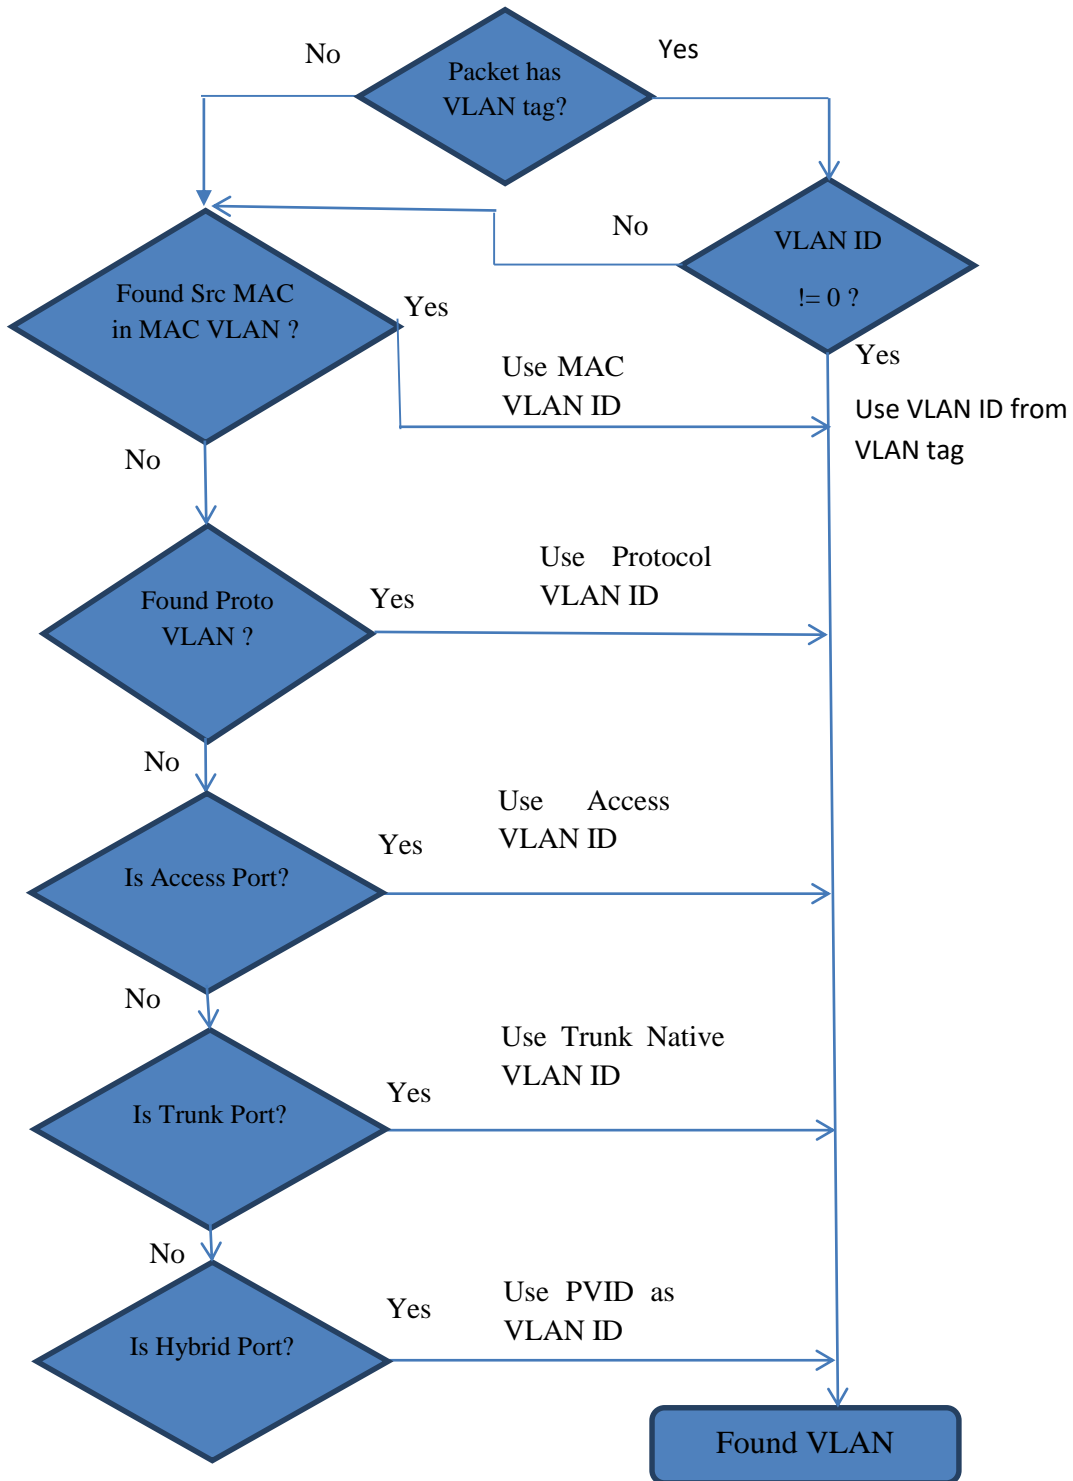 No
Yes
Packet has
VLAN tag?
No
VLAN ID
!= 0 ?
Found Src MAC
in MAC VLAN ?
Yes
Yes
Use MAC
VLAN ID
Use VLAN ID from
VLAN tag
No
Use Protocol
VLAN ID
Found Proto
VLAN ?
Yes
No
Use Access
VLAN ID
Yes
Is Access Port?
No
Use Trunk Native
VLAN ID
Yes
Is Trunk Port?
No
Use PVID as
VLAN ID
Yes
Is Hybrid Port?
Found VLAN